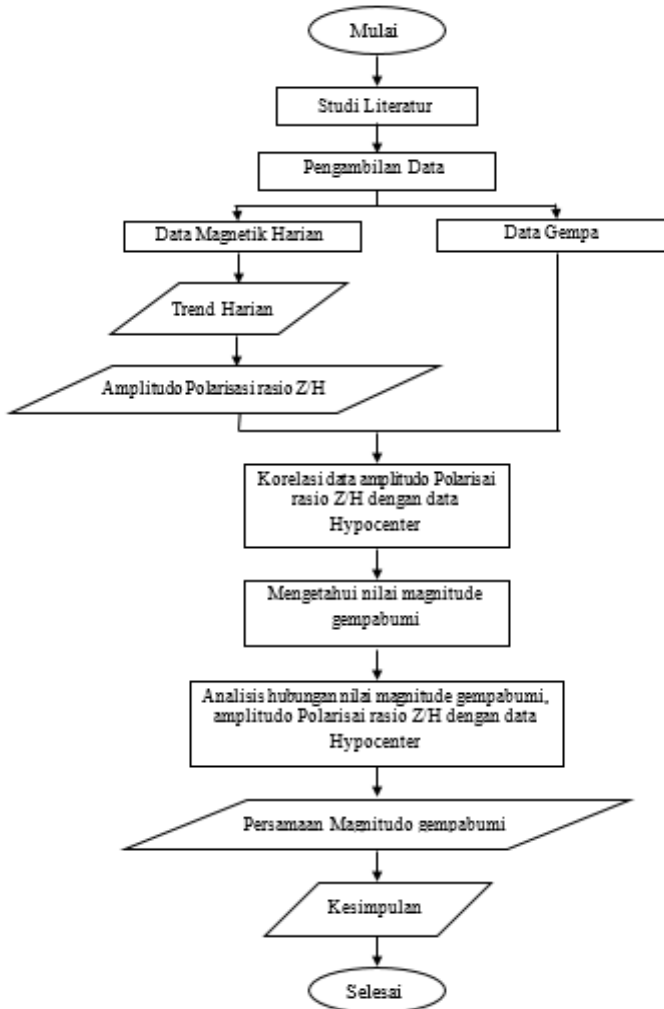 Mulai
Studi Literatur
Pengambilan Data
Data Magnetik Harian
Data Gempa
Trend Harian
Amplitudo Polarisasi rasio Z/H
Korelasi data amplitudo Polarisai
rasio Z/H dengan data
Hypocenter
Mengetahui nilai magnitude
gempabumi
Analisis hubungan nilai magnitude gempabumi,
amplitudo Polarisai rasio Z/H dengan data
Hypocenter
Persamaan Magnitudo gempabumi
Kesimpulan
Selesai